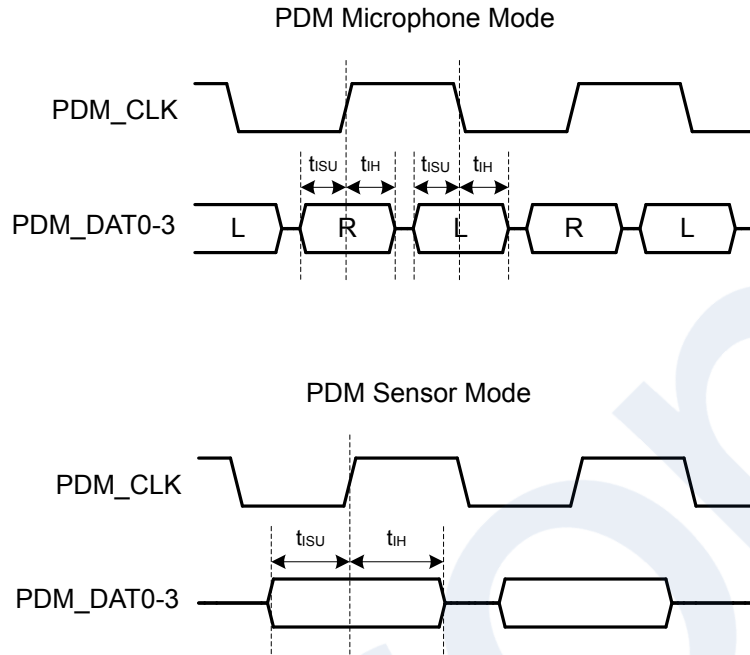 PDM Microphone Mode
PDM_CLK
tISU tIH tISU tIH
PDM_DAT0-3 L R L R L
PDM Sensor Mode
PDM_CLK
tISU tIH
PDM_DAT0-3